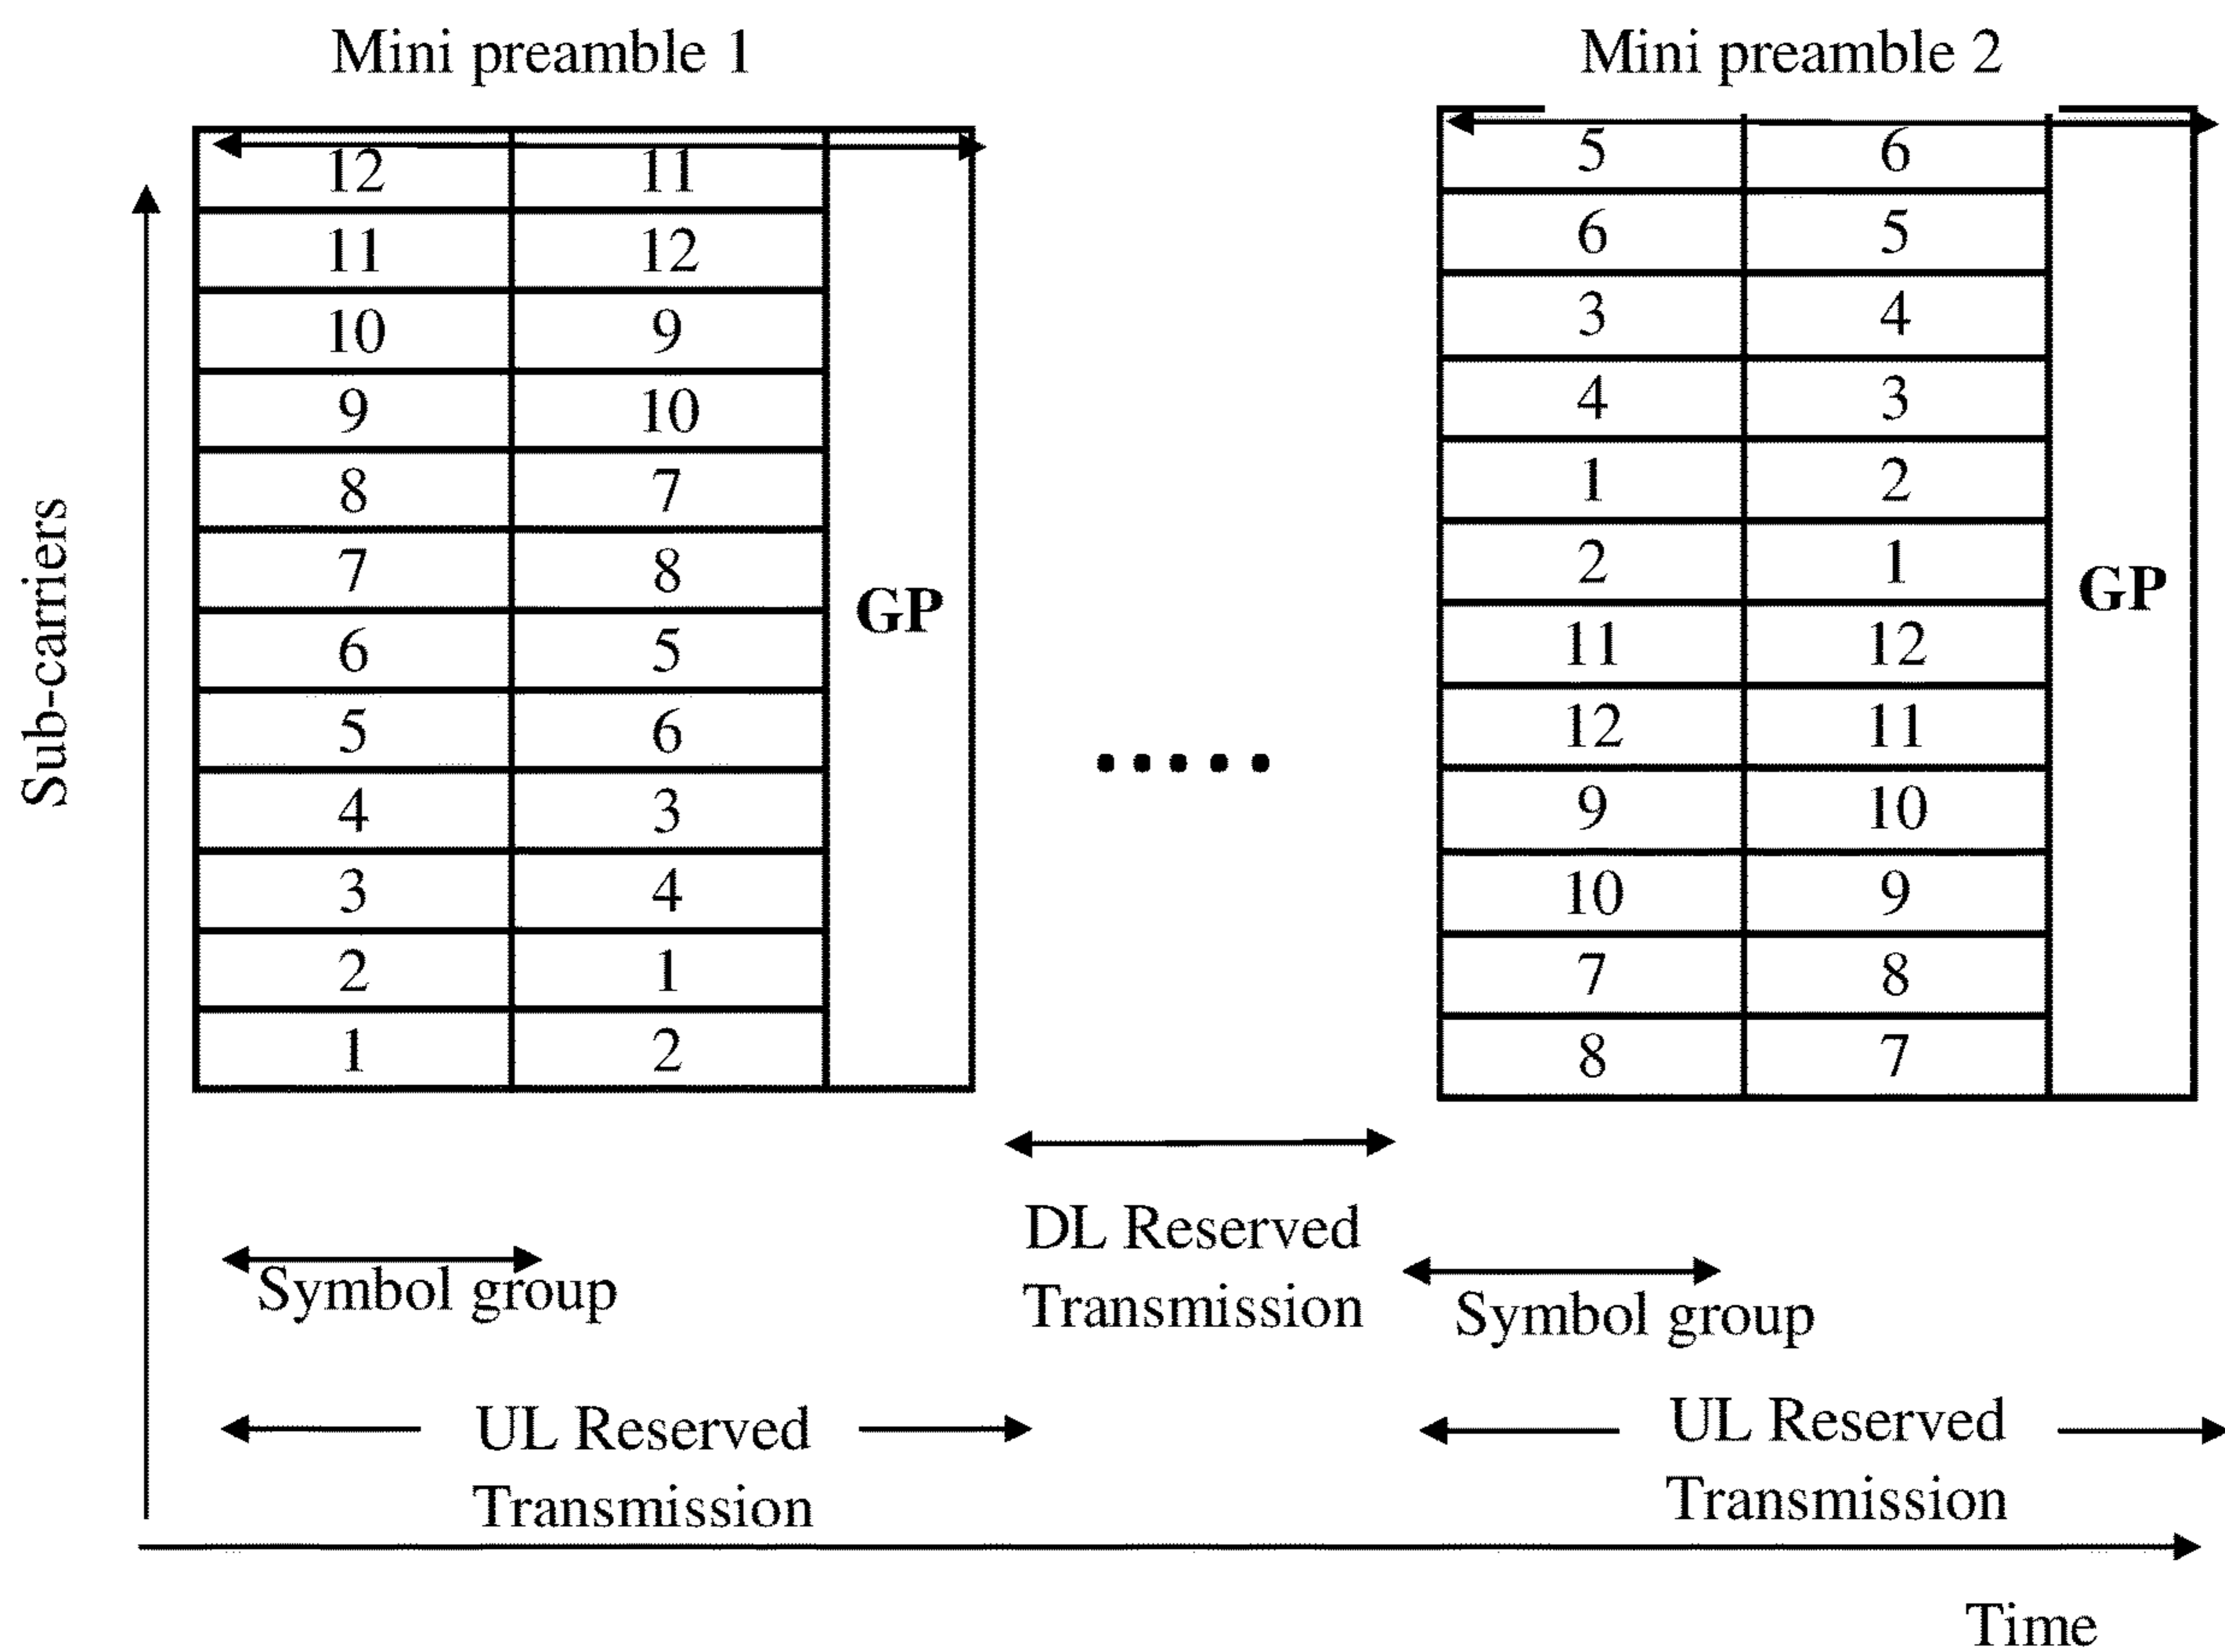 Mini preamble 1
Mini preamble 2
12 11
11 12
10 9
9 10
8 7
7 8
6 5
5 6
4 3
3 4
2 1
1 2
GP
5 6
6 5
3 4
4 3
1 2
2 1
11 12
12 11
9 10
10 9
7 8
8 7
GP
Sub-carriers
.....
Symbol group
DL Reserved
Transmission
Symbol group
UL Reserved
Transmission
UL Reserved
Transmission
Time